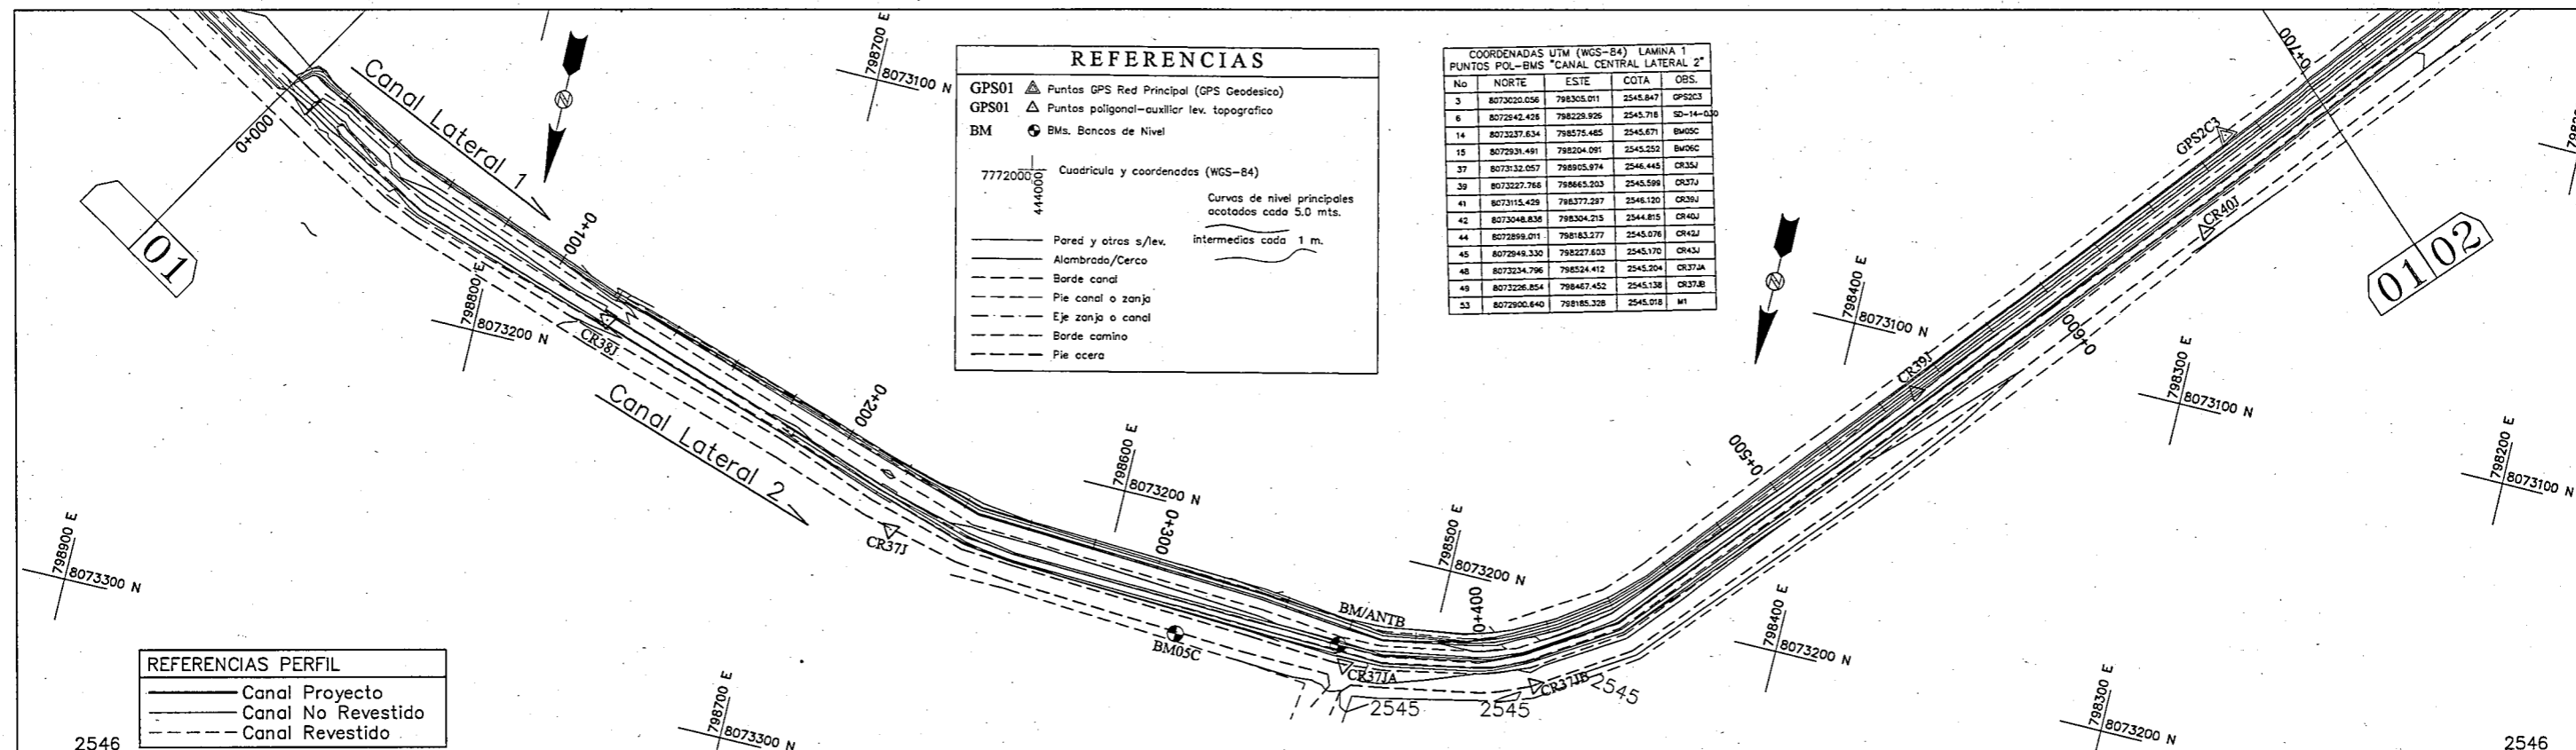 REFERENCIAS
GPS01 Puntos GPS Red Principal (GPS Geodesico)
GPS01 Puntos poligonal-auxiliar lev. topografico
BM BMs. Bancos de Nivel
7772000
444000
Cuadricula y coordenadas (WGS-84)
Curvas de nivel principales
acotados cada 5.0 mts.
intermedias cada 1 m.
Pared y otros s/lev.
Alambrado/Cerco
Borde canal
Pie canal o zanja
Eje zanja o canal
Borde camino
Pie acera
COORDENADAS UTM (WGS-84) LAMINA 1
PUNTOS POL-BMS "CANAL CENTRAL LATERAL 2"
No NORTE ESTE COTA OBS.
3 8073020.056 798305.011 2545.847 GPS2C3
6 8072942.426 798229.926 2545.718 SD-14-030
14 8073237.634 798575.465 2545.671 BM05C
15 8072931.491 798204.091 2545.252 BM06C
37 8073132.057 798905.974 2546.445 CR35J
39 8073227.766 798665.203 2545.599 CR37J
41 8073115.429 798377.297 2546.120 CR39J
42 8073048.838 798304.215 2544.815 CR40J
44 8072899.011 798183.277 2545.076 CR42J
45 8072949.330 798227.603 2545.170 CR43J
48 8073234.796 798524.412 2545.204 CR37JA
49 8073226.854 798467.452 2545.138 CR37JB
53 8072900.640 798185.328 2545.018 M1
Canal Lateral 1
Canal Lateral 2
0+000
0+100
0+200
0+300
0+400
0+500
0+600
0+700
01
01 02
798700 E
8073100 N
798800 E
8073200 N
798900 E
8073300 N
798600 E
8073200 N
798700 E
8073300 N
798500 E
8073200 N
798400 E
8073100 N
798400 E
8073200 N
798300 E
8073100 N
798300 E
8073200 N
798200 E
8073100 N
CR38J
CR37J
BM05C
BM/ANTB
CR37JA
CR37JB
CR39J
CR40J
GPS2C3
2545
2545
2545
REFERENCIAS PERFIL
Canal Proyecto
Canal No Revestido
Canal Revestido
2546
2546